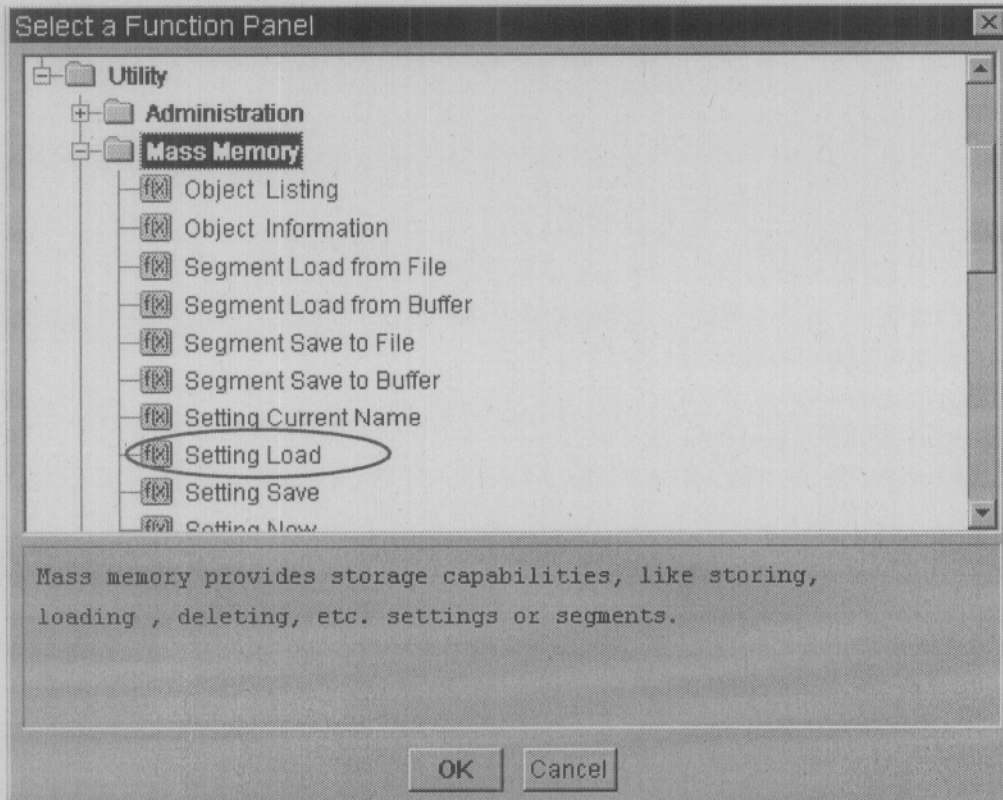 Select a Function Panel
Utility
Administration
Mass Memory
f(x) Object Listing
f(x) Object Information
f(x) Segment Load from File
f(x) Segment Load from Buffer
f(x) Segment Save to File
f(x) Segment Save to Buffer
f(x) Setting Current Name
f(x) Setting Load
f(x) Setting Save
f(x) Setting New
Mass memory provides storage capabilities, like storing,
loading , deleting, etc. settings or segments.
OK Cancel